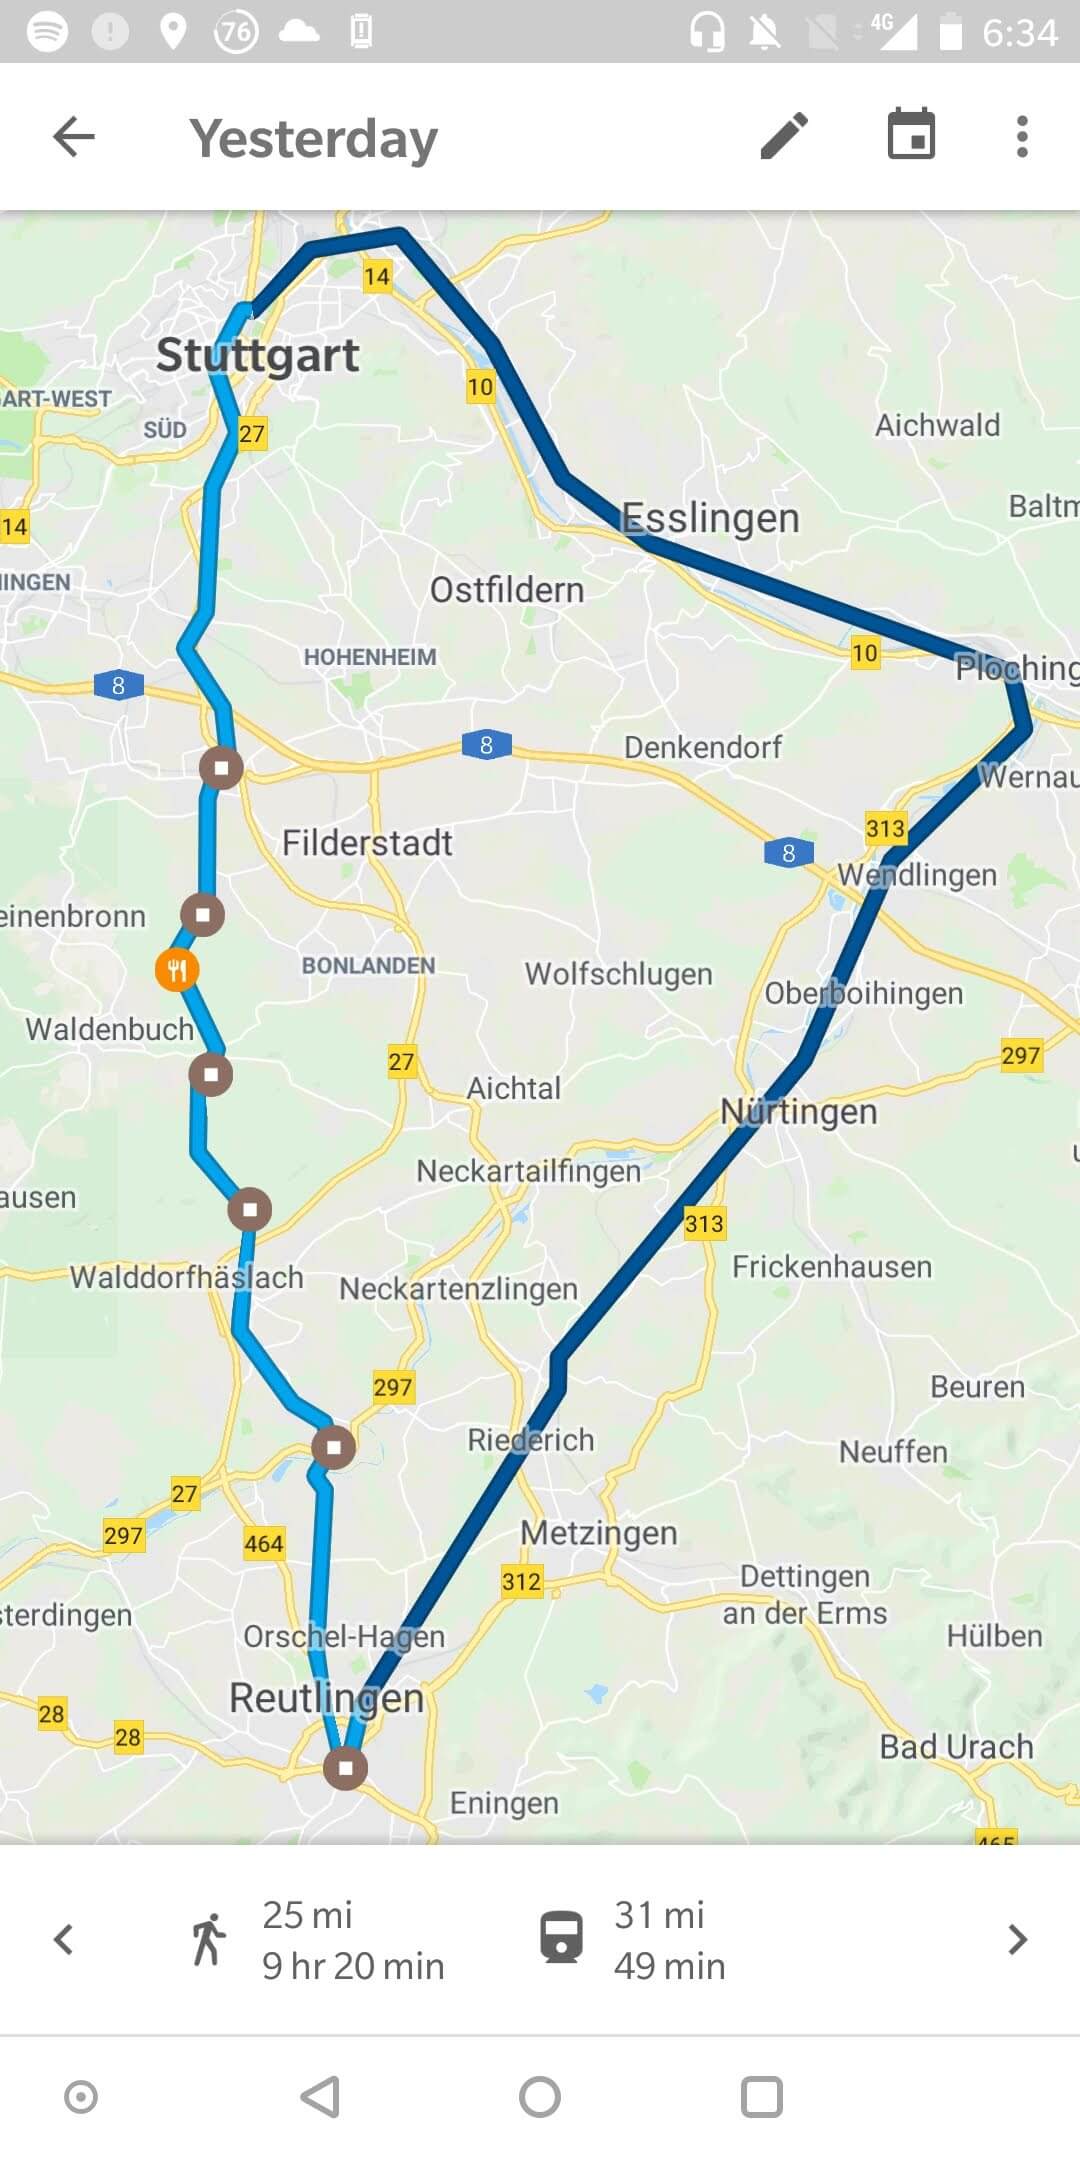 76
4G
6:34
Yesterday
14
Stuttgart
10
ART-WEST
SÜD
27
Aichwald
14
Esslingen
Ostfildern
HOHENHEIM
10
Ploching
8
8
Denkendorf
Wernau
313
Filderstadt
8
Wendlingen
einenbronn
BONLANDEN
Wolfschlugen
Oberboihingen
Waldenbuch
27
297
Aichtal
Nürtingen
Neckartailfingen
ausen
313
Walddorfhäslach
Neckartenzlingen
Frickenhausen
297
Beuren
Riederich
Neuffen
27
297
464
Metzingen
312
Dettingen
an der Erms
sterdingen
Orschel-Hagen
Hülben
Reutlingen
28
28
Bad Urach
Eningen
465
25 mi
9 hr 20 min
31 mi
49 min